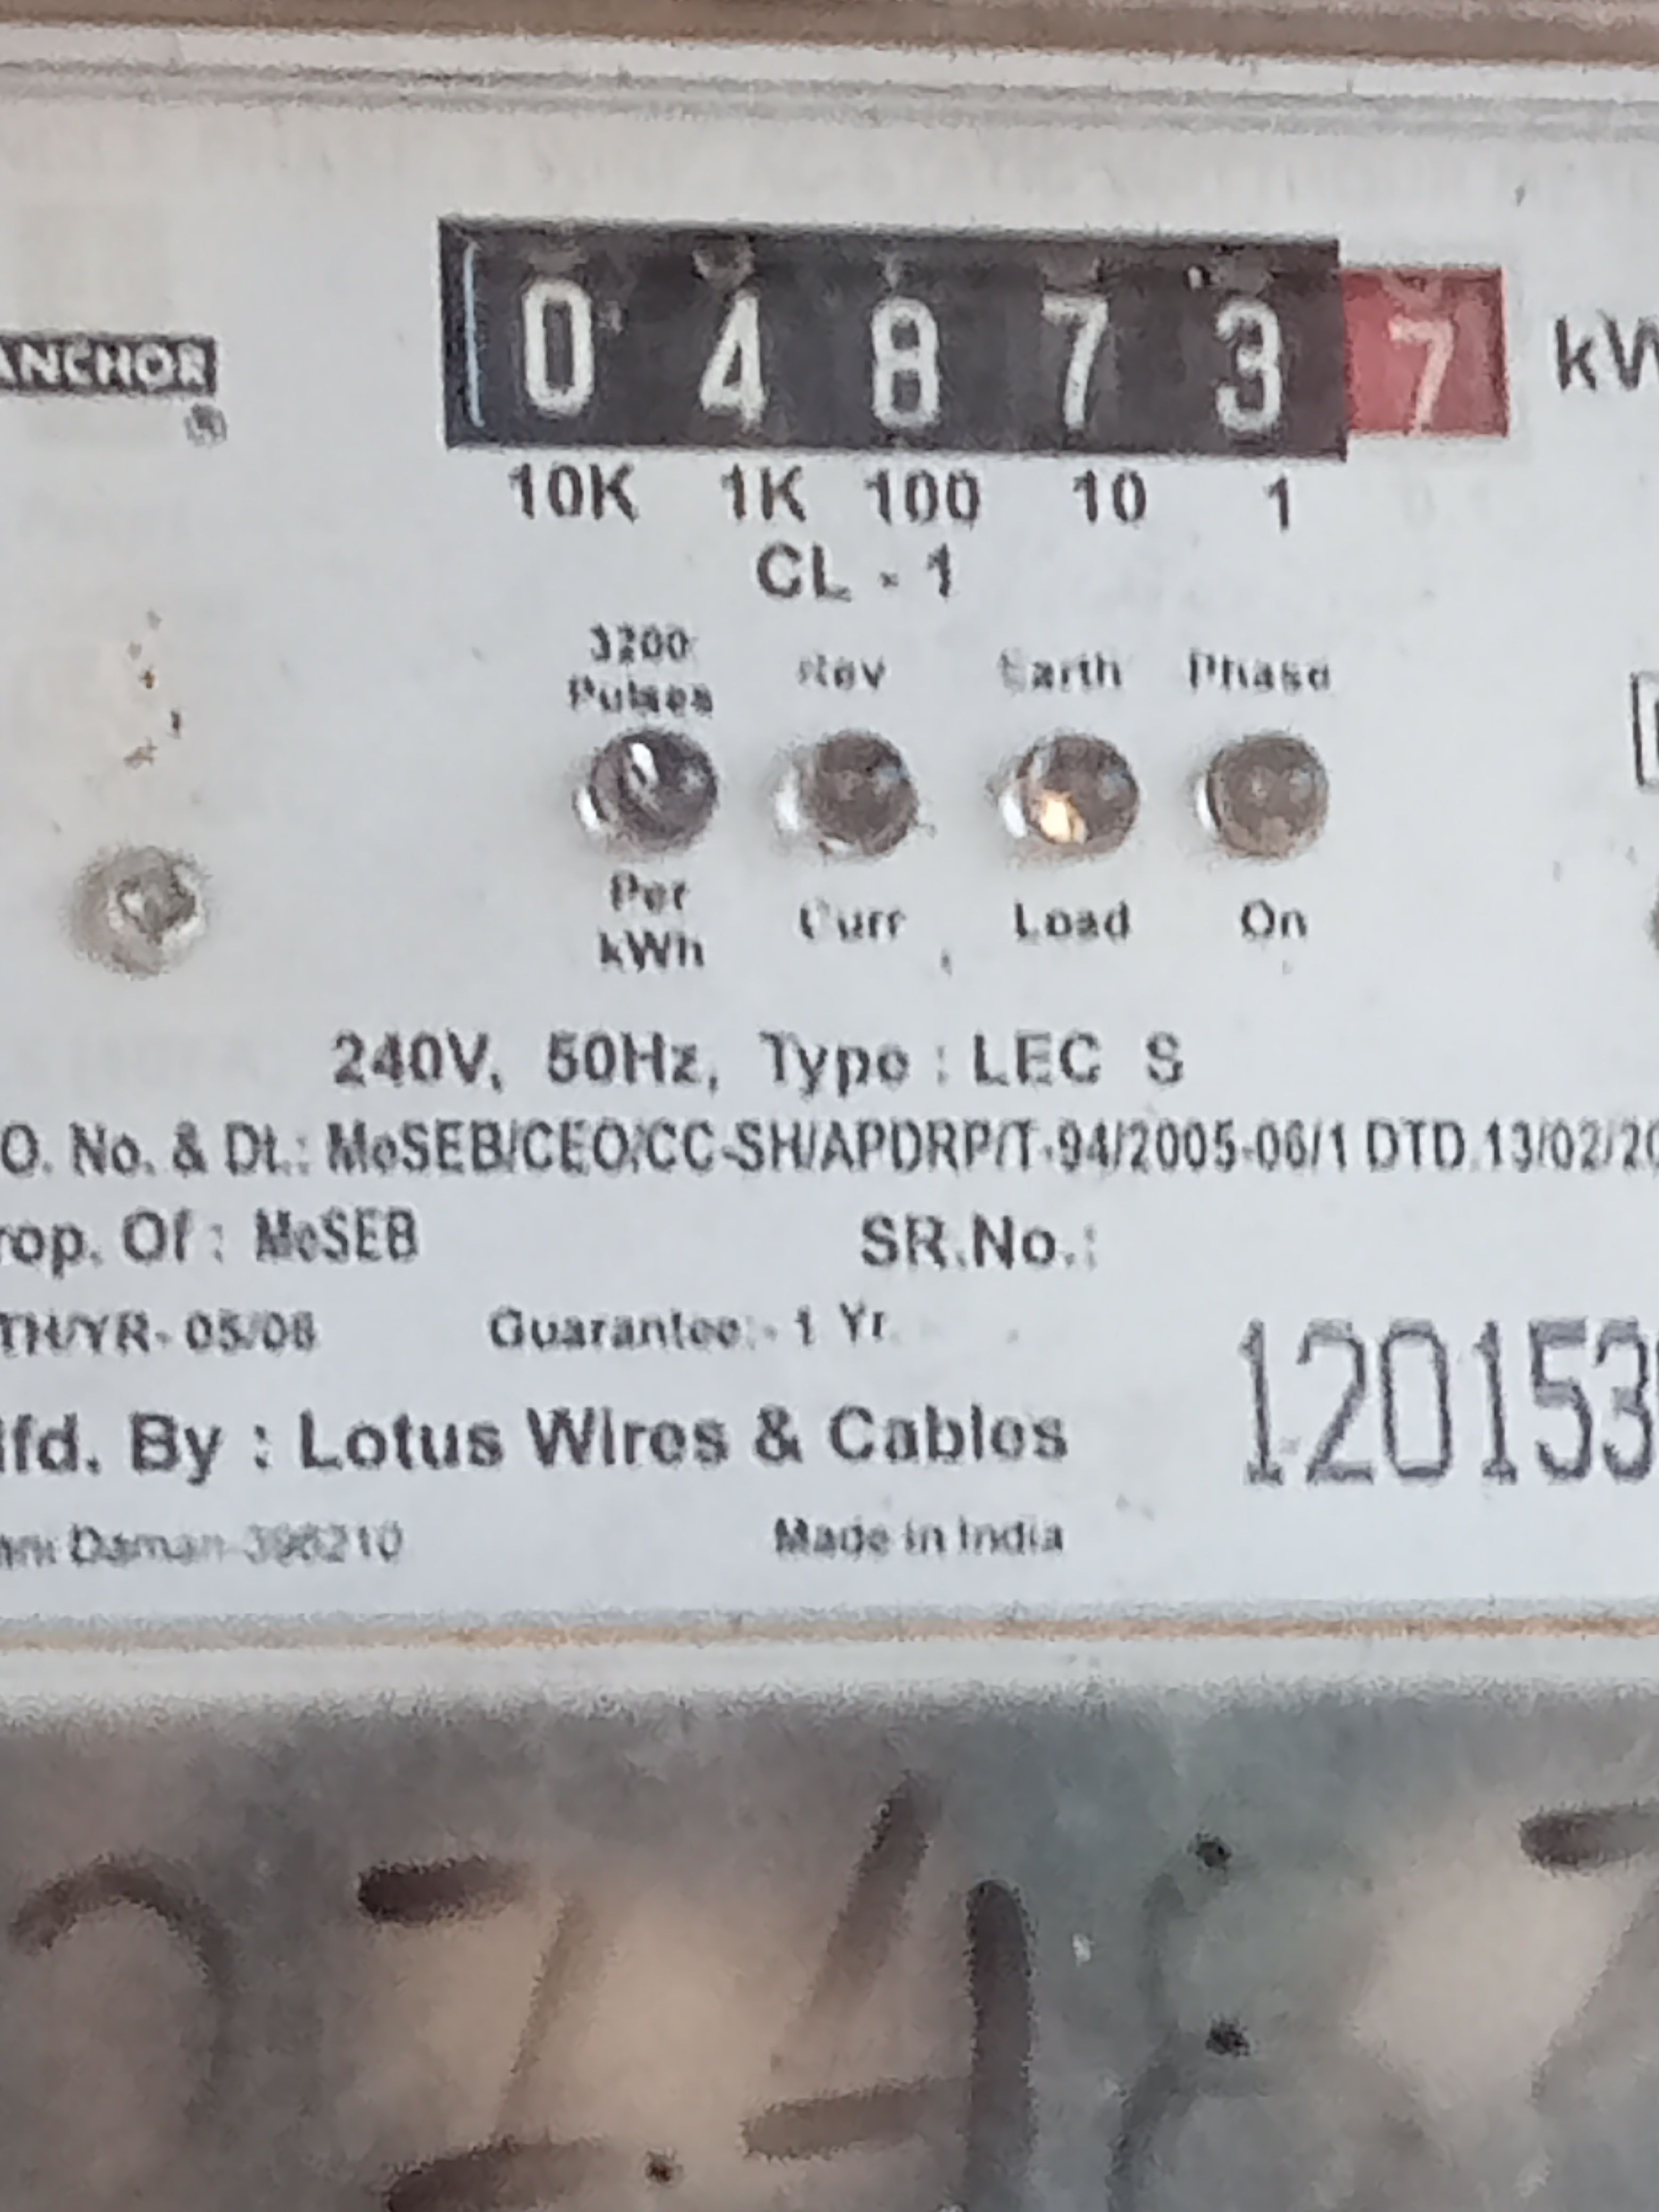 ANCHOR
0 4 8 7 3 7
10K 1K 100 10 1 0.1
CL - 1
3200 Pulses Per kWh
Rev Curr
Earth Load
Phase On
240V, 50Hz, Type : LEC S
O. No. & Dt.: MeSEB/CEO/CC-SH/APDRP/T-94/2005-06/1 DTD.13/02/20
rop. Of : MeSEB SR.No.:
TH/YR- 05/06 Guarantee:- 1 Yr.
120153
fd. By : Lotus Wires & Cables
Daman-396210 Made in India